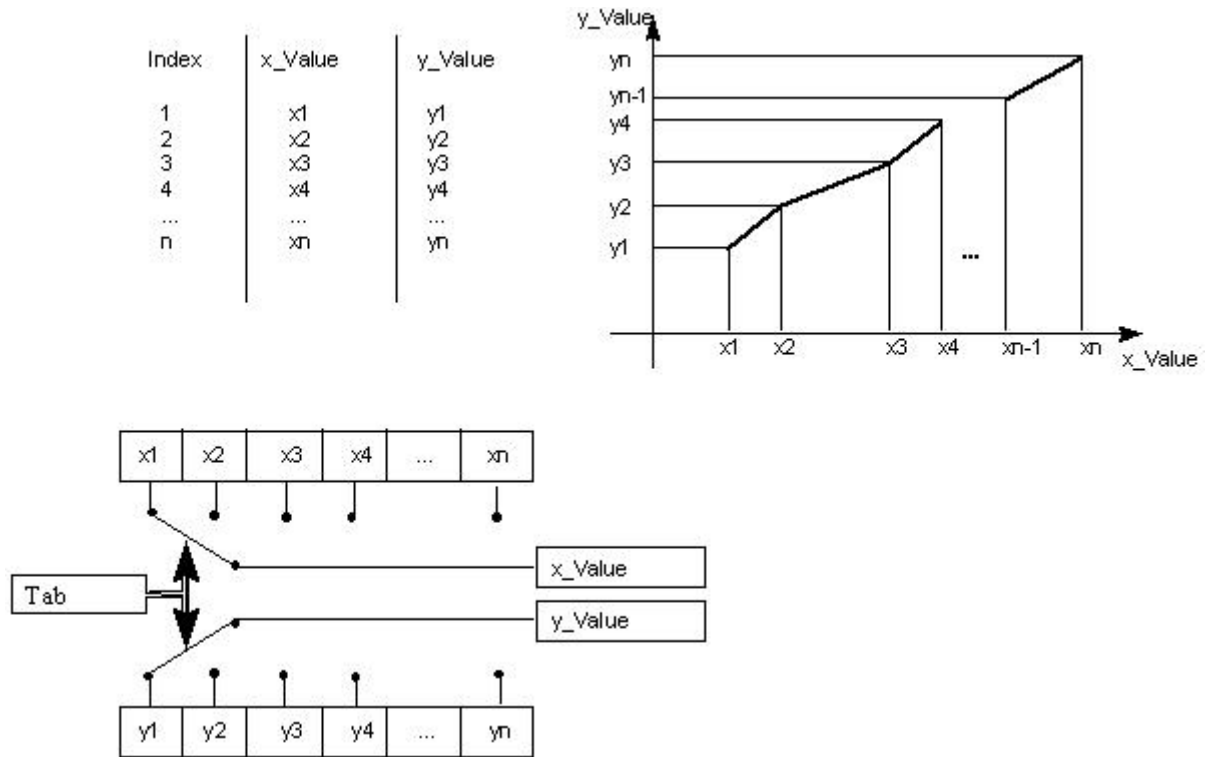 Index x_Value y_Value
1 x1 y1
2 x2 y2
3 x3 y3
4 x4 y4
... ... ...
n xn yn
y_Value
yn
yn-1
y4
y3
y2
y1
...
x1 x2 x3 x4 xn-1 xn
x_Value
x1 x2 x3 x4 ... xn
x_Value
Tab
y_Value
y1 y2 y3 y4 ... yn